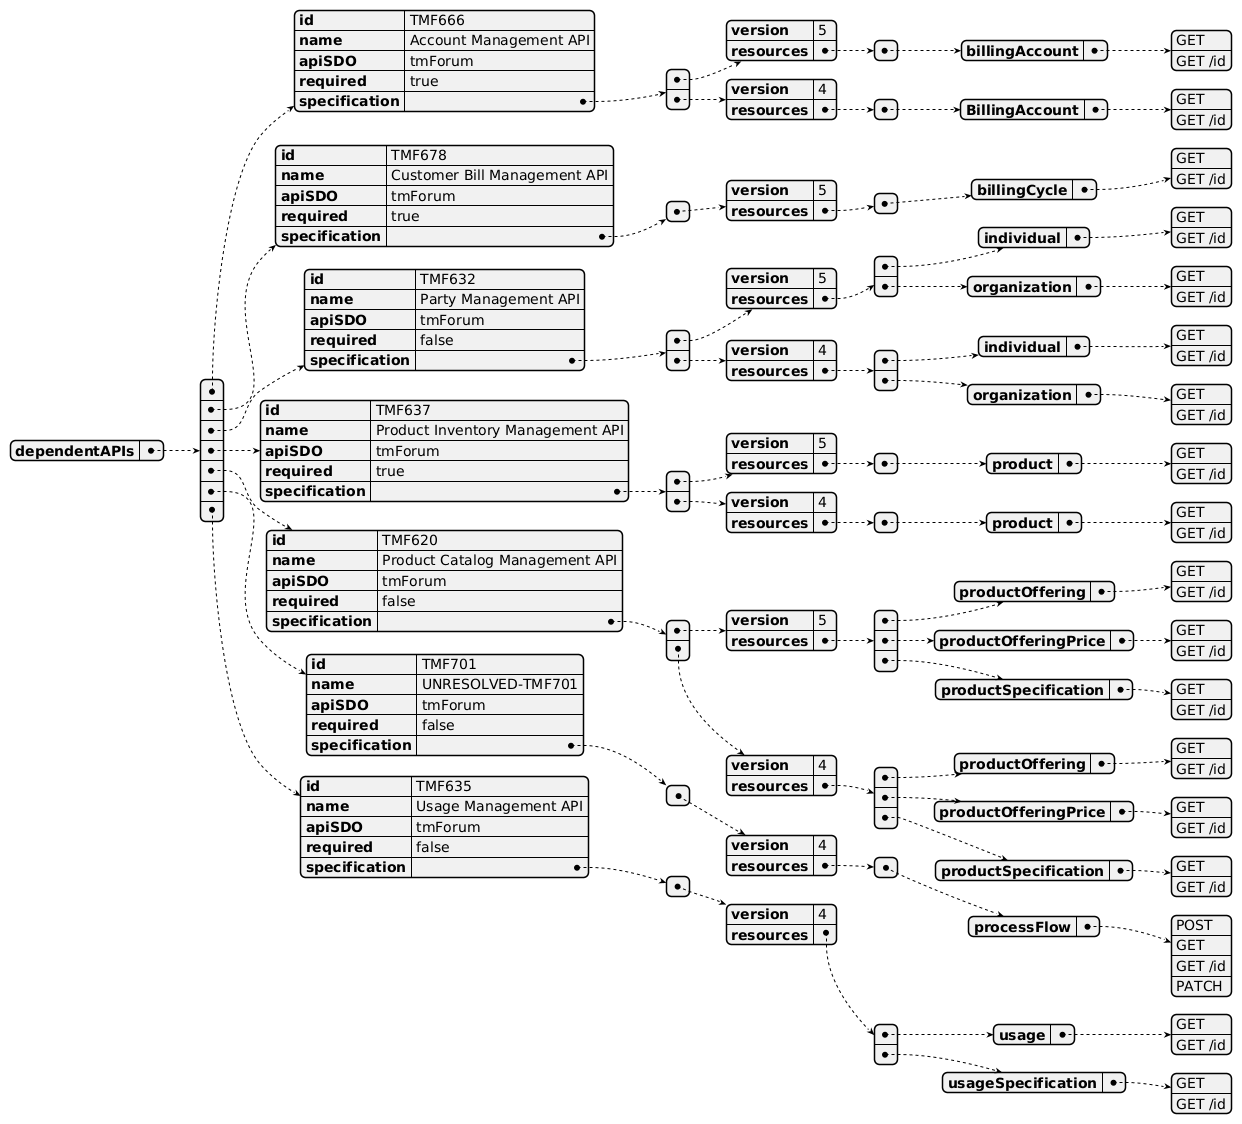 dependentAPIs
id TMF666
name Account Management API
apiSDO tmForum
required true
specification
version 5
resources
billingAccount
GET
GET /id
version 4
resources
BillingAccount
GET
GET /id
id TMF678
name Customer Bill Management API
apiSDO tmForum
required true
specification
version 5
resources
billingCycle
GET
GET /id
id TMF632
name Party Management API
apiSDO tmForum
required false
specification
version 5
resources
individual
GET
GET /id
organization
GET
GET /id
version 4
resources
individual
GET
GET /id
organization
GET
GET /id
id TMF637
name Product Inventory Management API
apiSDO tmForum
required true
specification
version 5
resources
product
GET
GET /id
version 4
resources
product
GET
GET /id
id TMF620
name Product Catalog Management API
apiSDO tmForum
required false
specification
version 5
resources
productOffering
GET
GET /id
productOfferingPrice
GET
GET /id
productSpecification
GET
GET /id
version 4
resources
productOffering
GET
GET /id
productOfferingPrice
GET
GET /id
productSpecification
GET
GET /id
id TMF701
name UNRESOLVED-TMF701
apiSDO tmForum
required false
specification
version 4
resources
processFlow
POST
GET
GET /id
PATCH
id TMF635
name Usage Management API
apiSDO tmForum
required false
specification
version 4
resources
usage
GET
GET /id
usageSpecification
GET
GET /id